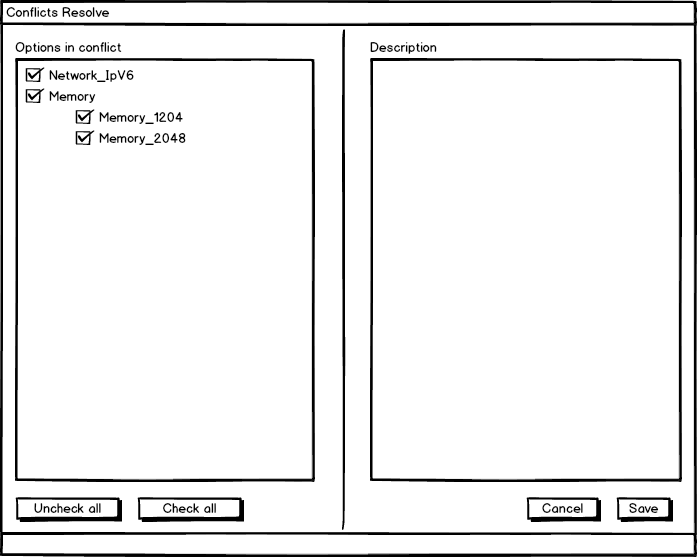 Conflicts Resolve
Options in conflict
Network_IpV6
Memory
Memory_1204
Memory_2048
Uncheck all
Check all
Description
Cancel
Save